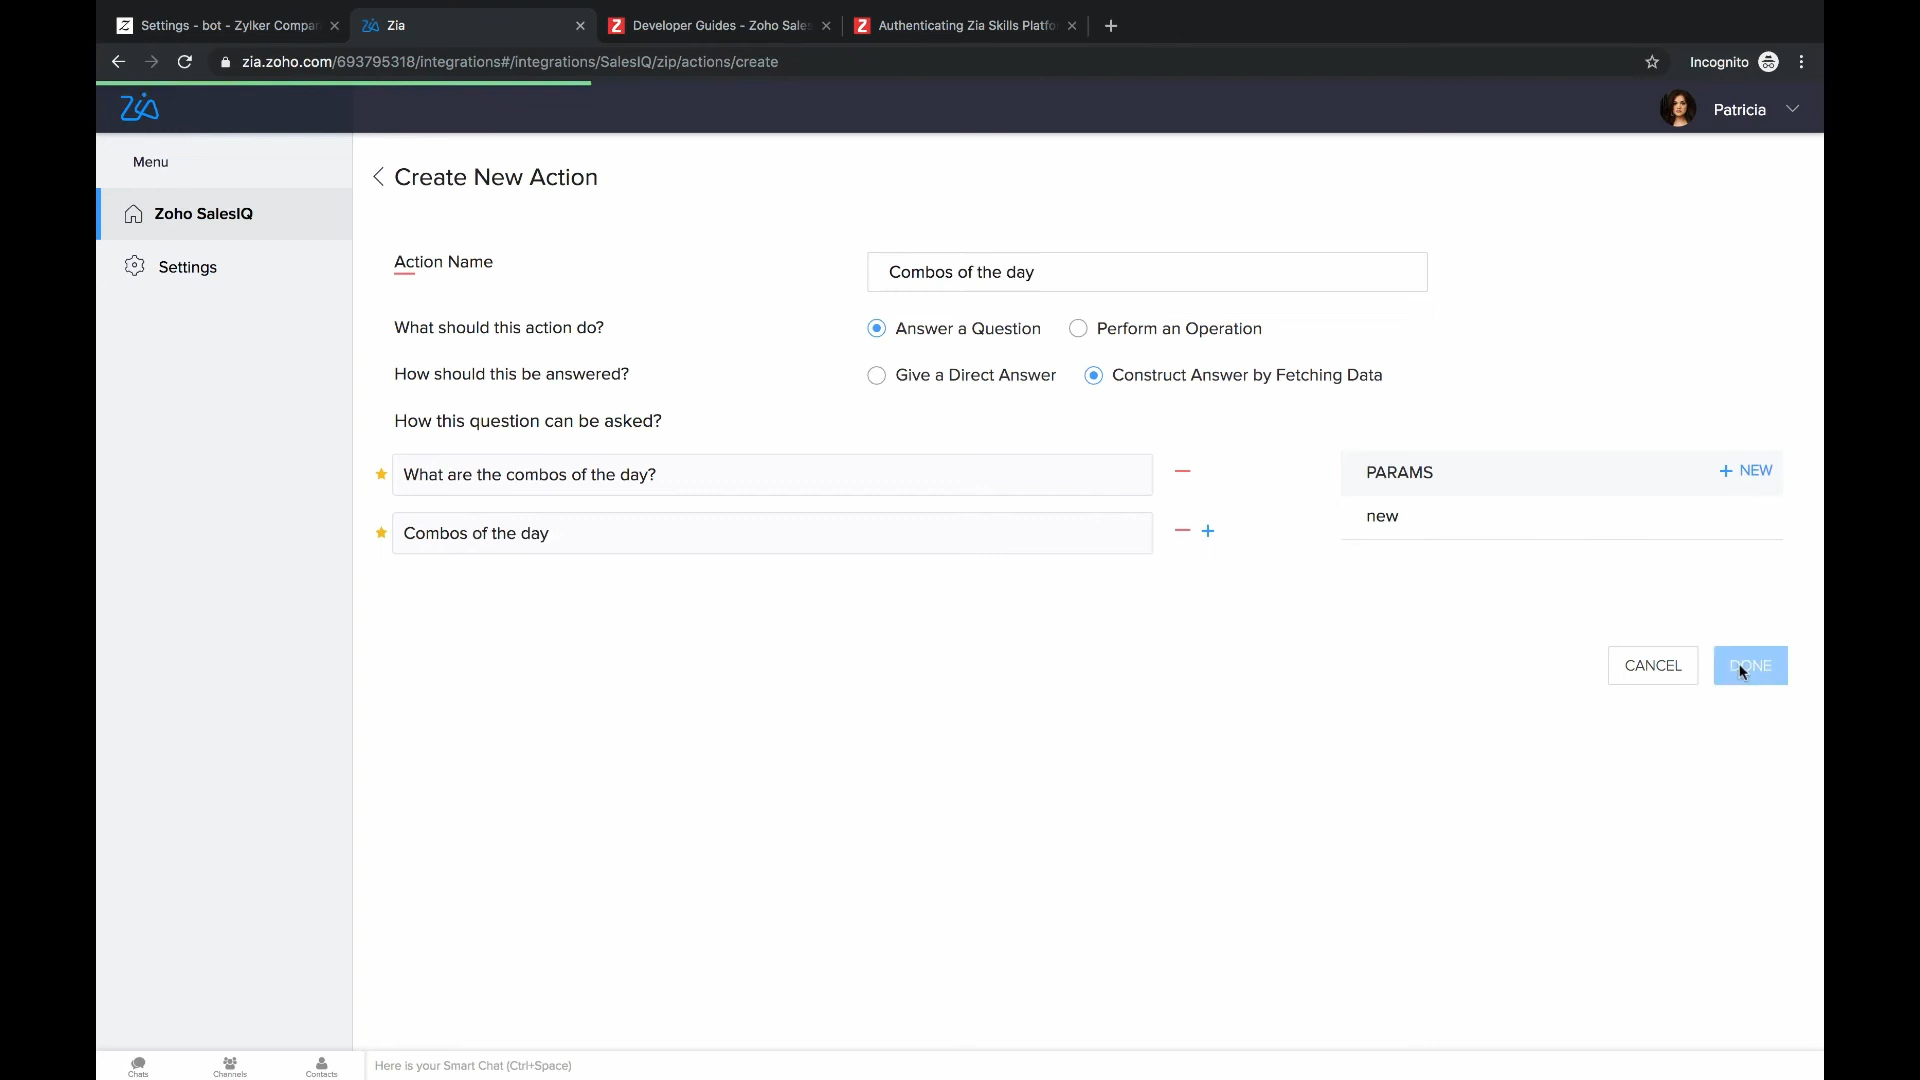 Settings - bot - Zylker Compar
Zia
Developer Guides - Zoho Sales
Authenticating Zia Skills Platfo
zia.zoho.com/693795318/integrations#/integrations/SalesIQ/zip/actions/create
Incognito
Zia
Patricia
Menu
Zoho SalesIQ
Settings
Create New Action
Action Name
Combos of the day
What should this action do?
Answer a Question
Perform an Operation
How should this be answered?
Give a Direct Answer
Construct Answer by Fetching Data
How this question can be asked?
What are the combos of the day?
PARAMS
+ NEW
new
Combos of the day
CANCEL
DONE
Chats
Channels
Contacts
Here is your Smart Chat (Ctrl+Space)